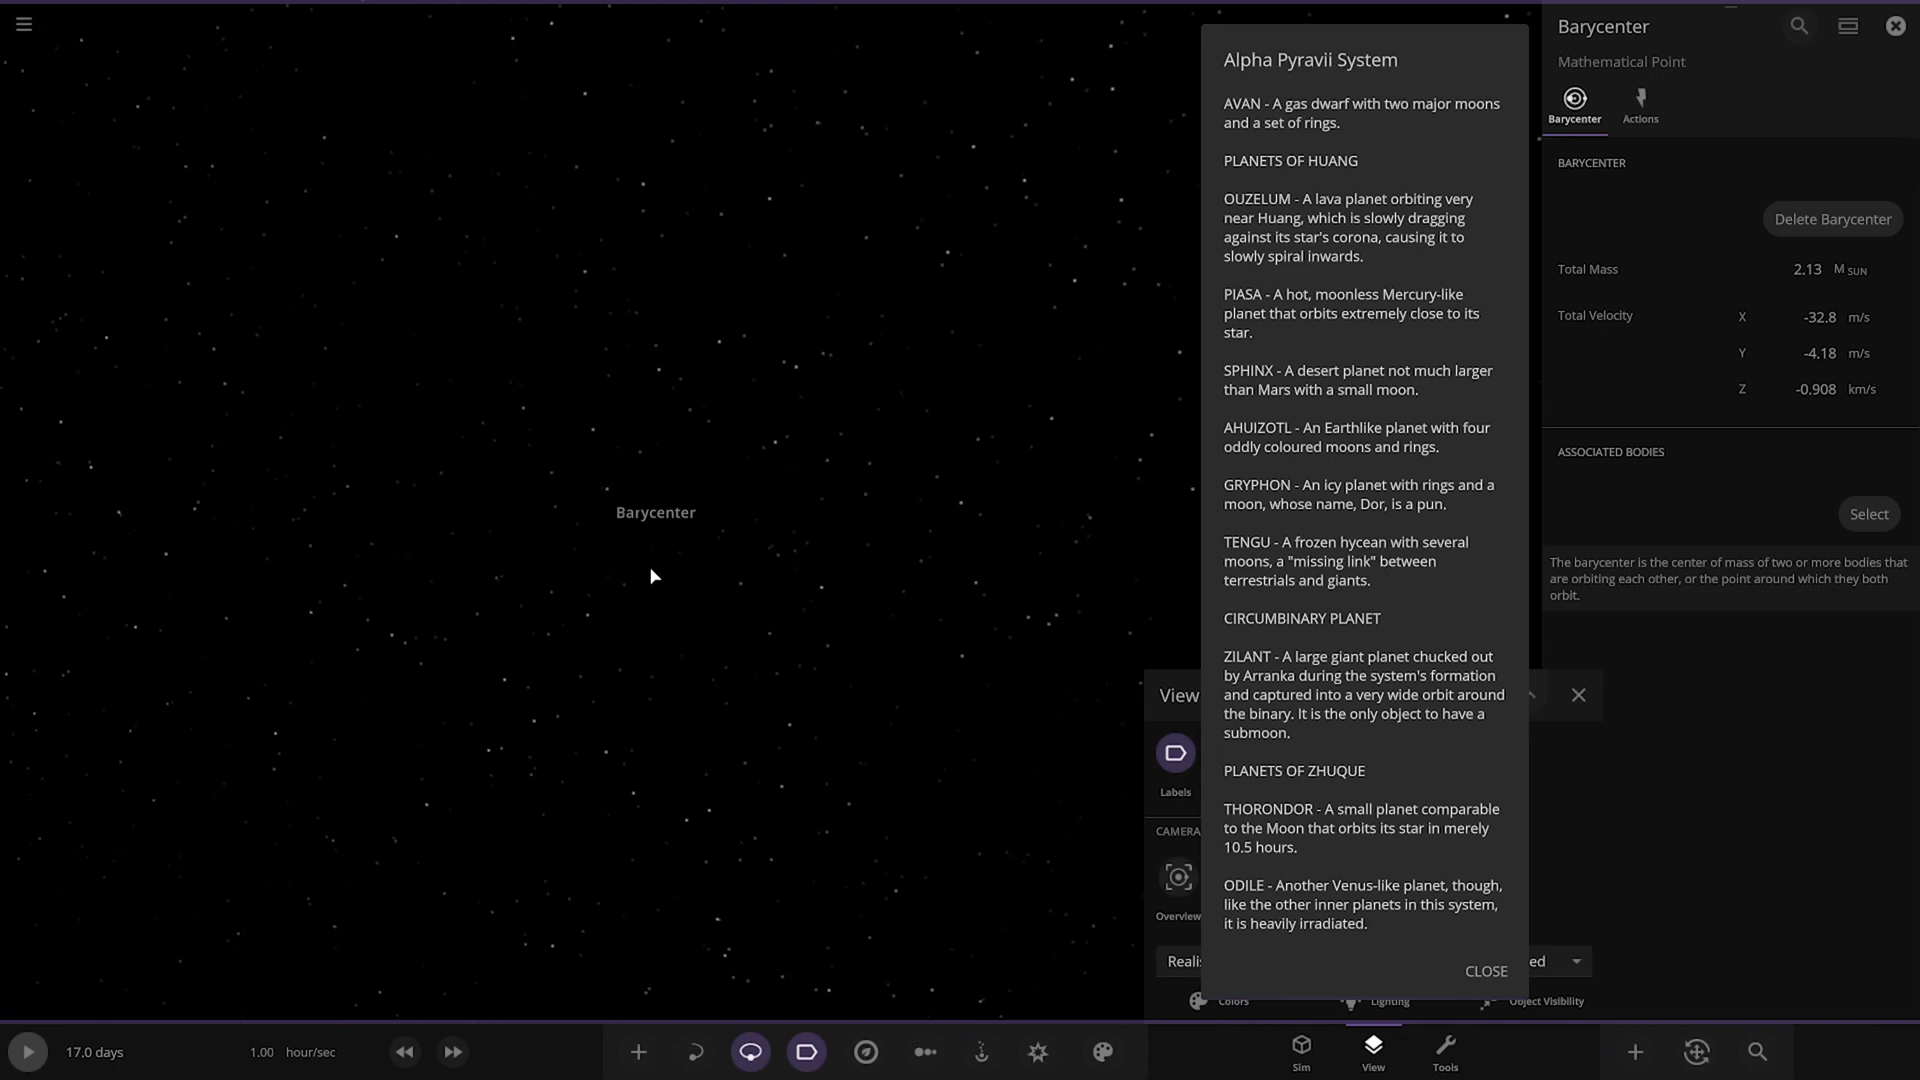 Barycenter
Alpha Pyravii System
AVAN - A gas dwarf with two major moons
and a set of rings.
PLANETS OF HUANG
OUZELUM - A lava planet orbiting very
near Huang, which is slowly dragging
against its star's corona, causing it to
slowly spiral inwards.
PIASA - A hot, moonless Mercury-like
planet that orbits extremely close to its
star.
SPHINX - A desert planet not much larger
than Mars with a small moon.
AHUIZOTL - An Earthlike planet with four
oddly coloured moons and rings.
GRYPHON - An icy planet with rings and a
moon, whose name, Dor, is a pun.
TENGU - A frozen hycean with several
moons, a "missing link" between
terrestrials and giants.
CIRCUMBINARY PLANET
ZILANT - A large giant planet chucked out
by Arranka during the system's formation
and captured into a very wide orbit around
the binary. It is the only object to have a
submoon.
PLANETS OF ZHUQUE
THORONDOR - A small planet comparable
to the Moon that orbits its star in merely
10.5 hours.
ODILE - Another Venus-like planet, though,
like the other inner planets in this system,
it is heavily irradiated.
CLOSE
Barycenter
Mathematical Point
Barycenter Actions
BARYCENTER
Delete Barycenter
Total Mass 2.13 M SUN
Total Velocity X -32.8 m/s
Y -4.18 m/s
Z -0.908 km/s
ASSOCIATED BODIES
Select
The barycenter is the center of mass of two or more bodies that
are orbiting each other, or the point around which they both
orbit.
View
Labels
CAMERA
Overview
Realis
ed
Colors Lighting Object Visibility
17.0 days 1.00 hour/sec
Sim View Tools